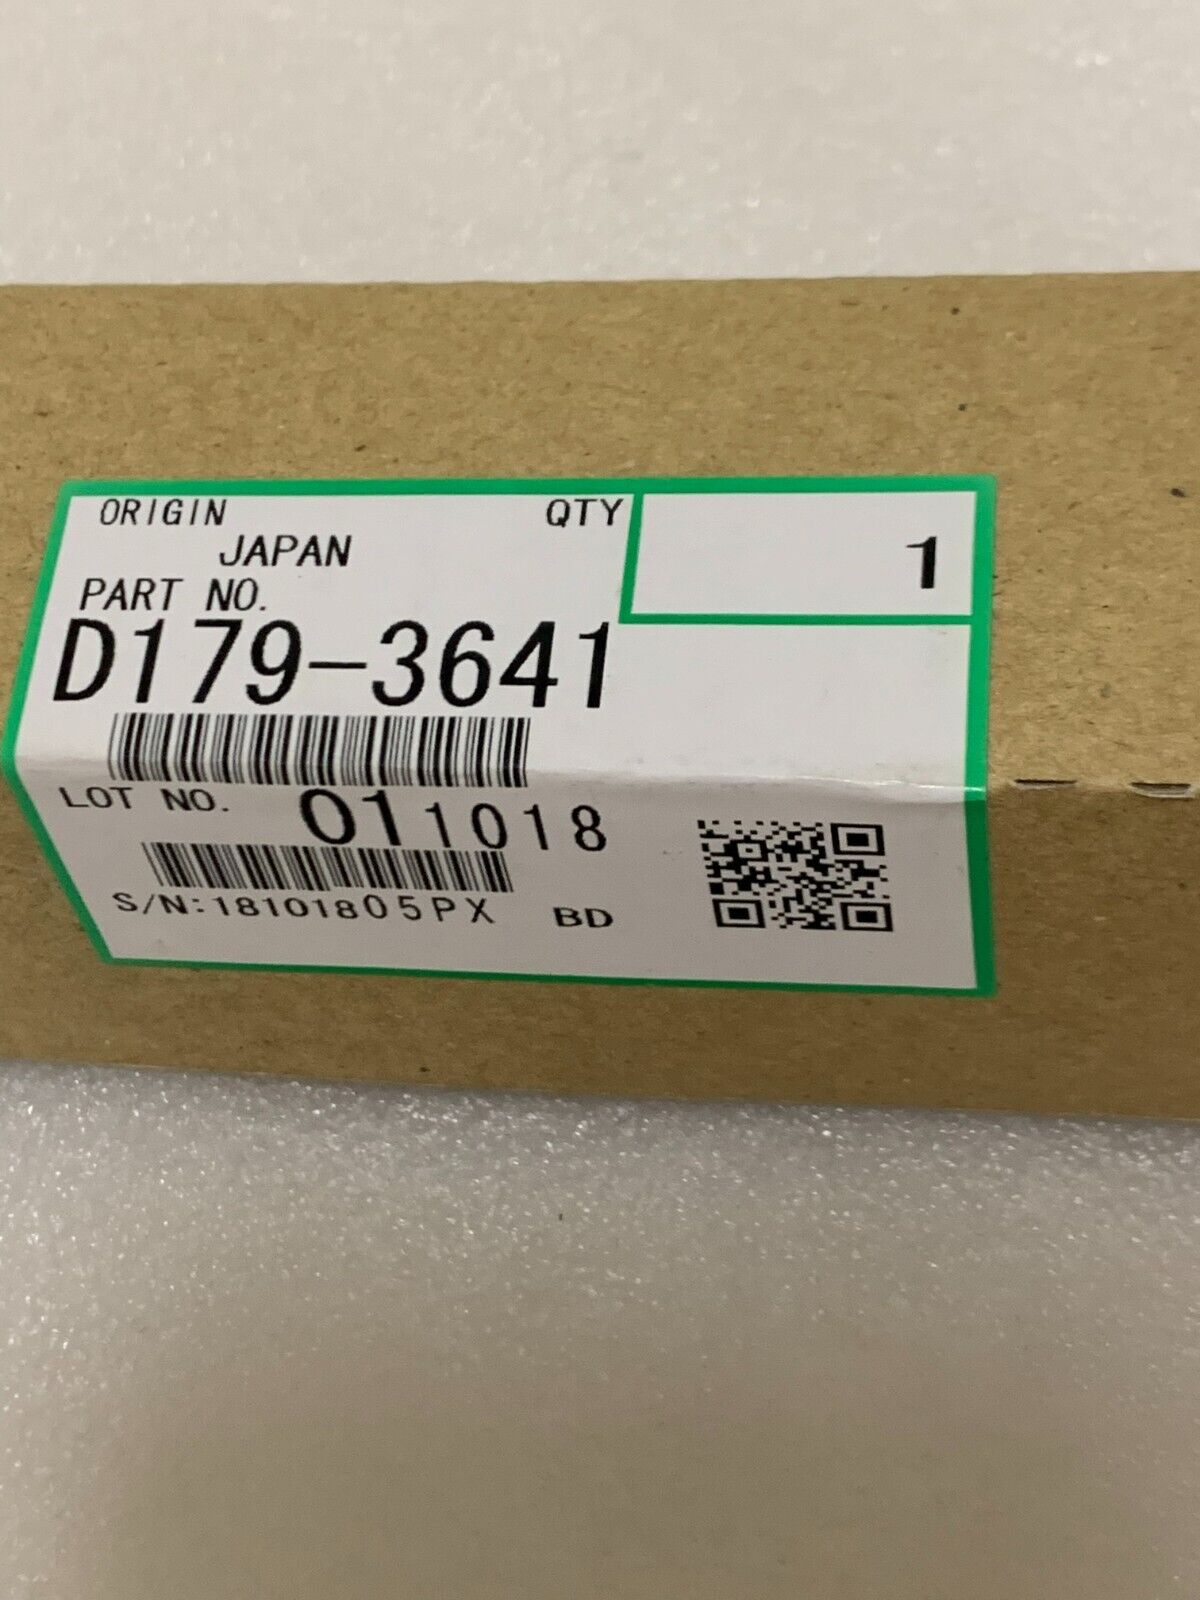 ORIGIN QTY 1
JAPAN
PART NO.
D179-3641
LOT NO. 011018
S/N:18101805PX BD